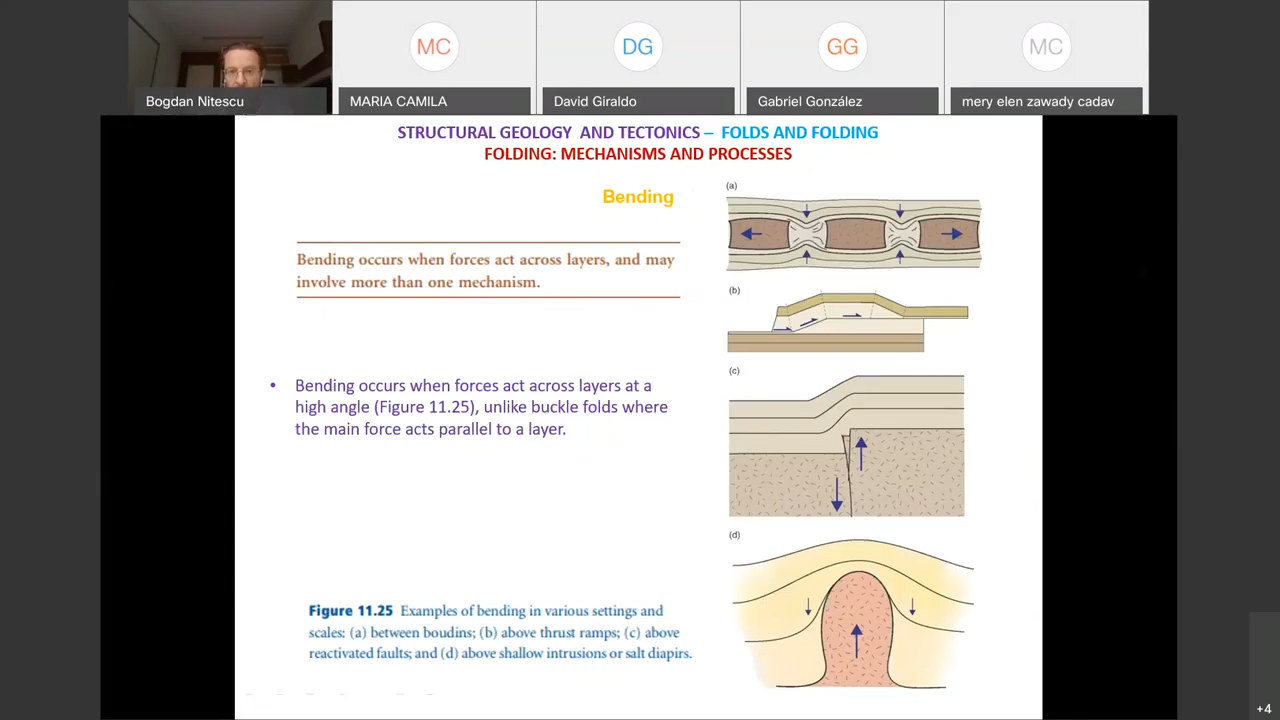 MC
DG
GG
MC
Bogdan Nitescu
MARIA CAMILA
David Giraldo
Gabriel González
mery elen zawady cadav
STRUCTURAL GEOLOGY AND TECTONICS – FOLDS AND FOLDING
FOLDING: MECHANISMS AND PROCESSES
Bending
Bending occurs when forces act across layers, and may
involve more than one mechanism.
• Bending occurs when forces act across layers at a
high angle (Figure 11.25), unlike buckle folds where
the main force acts parallel to a layer.
Figure 11.25 Examples of bending in various settings and
scales: (a) between boudins; (b) above thrust ramps; (c) above
reactivated faults; and (d) above shallow intrusions or salt diapirs.
(a)
(b)
(c)
(d)
+4